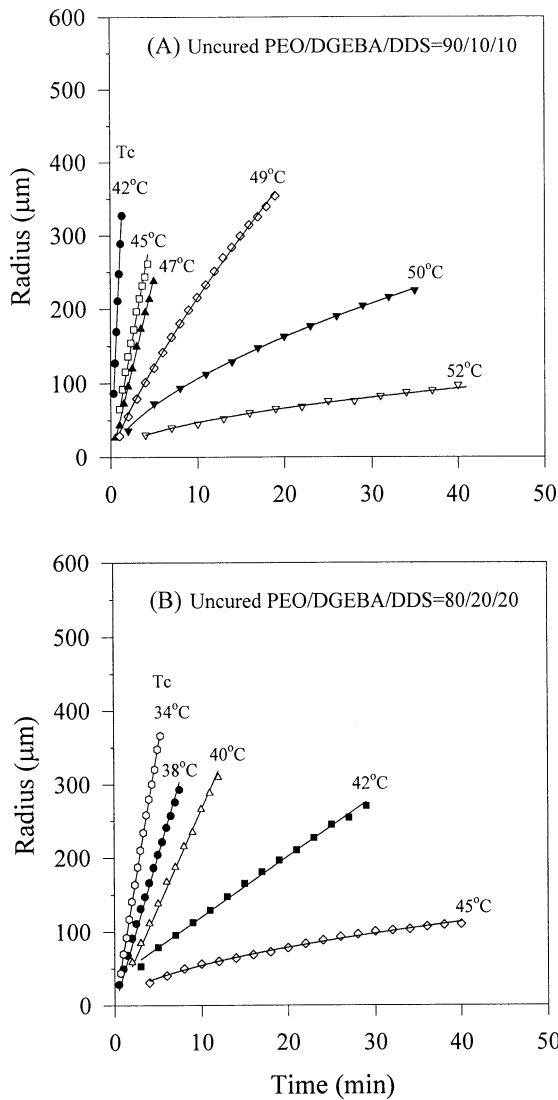 600
(A) Uncured PEO/DGEBA/DDS=90/10/10
500
Tc
400
42°C
49°C
300
45°C
47°C
50°C
200
100
52°C
0
Radius (μm)
0 10 20 30 40 50
600
(B) Uncured PEO/DGEBA/DDS=80/20/20
500
Tc
400
34°C
38°C
40°C
300
42°C
200
100
45°C
0
Radius (μm)
0 10 20 30 40 50
Time (min)